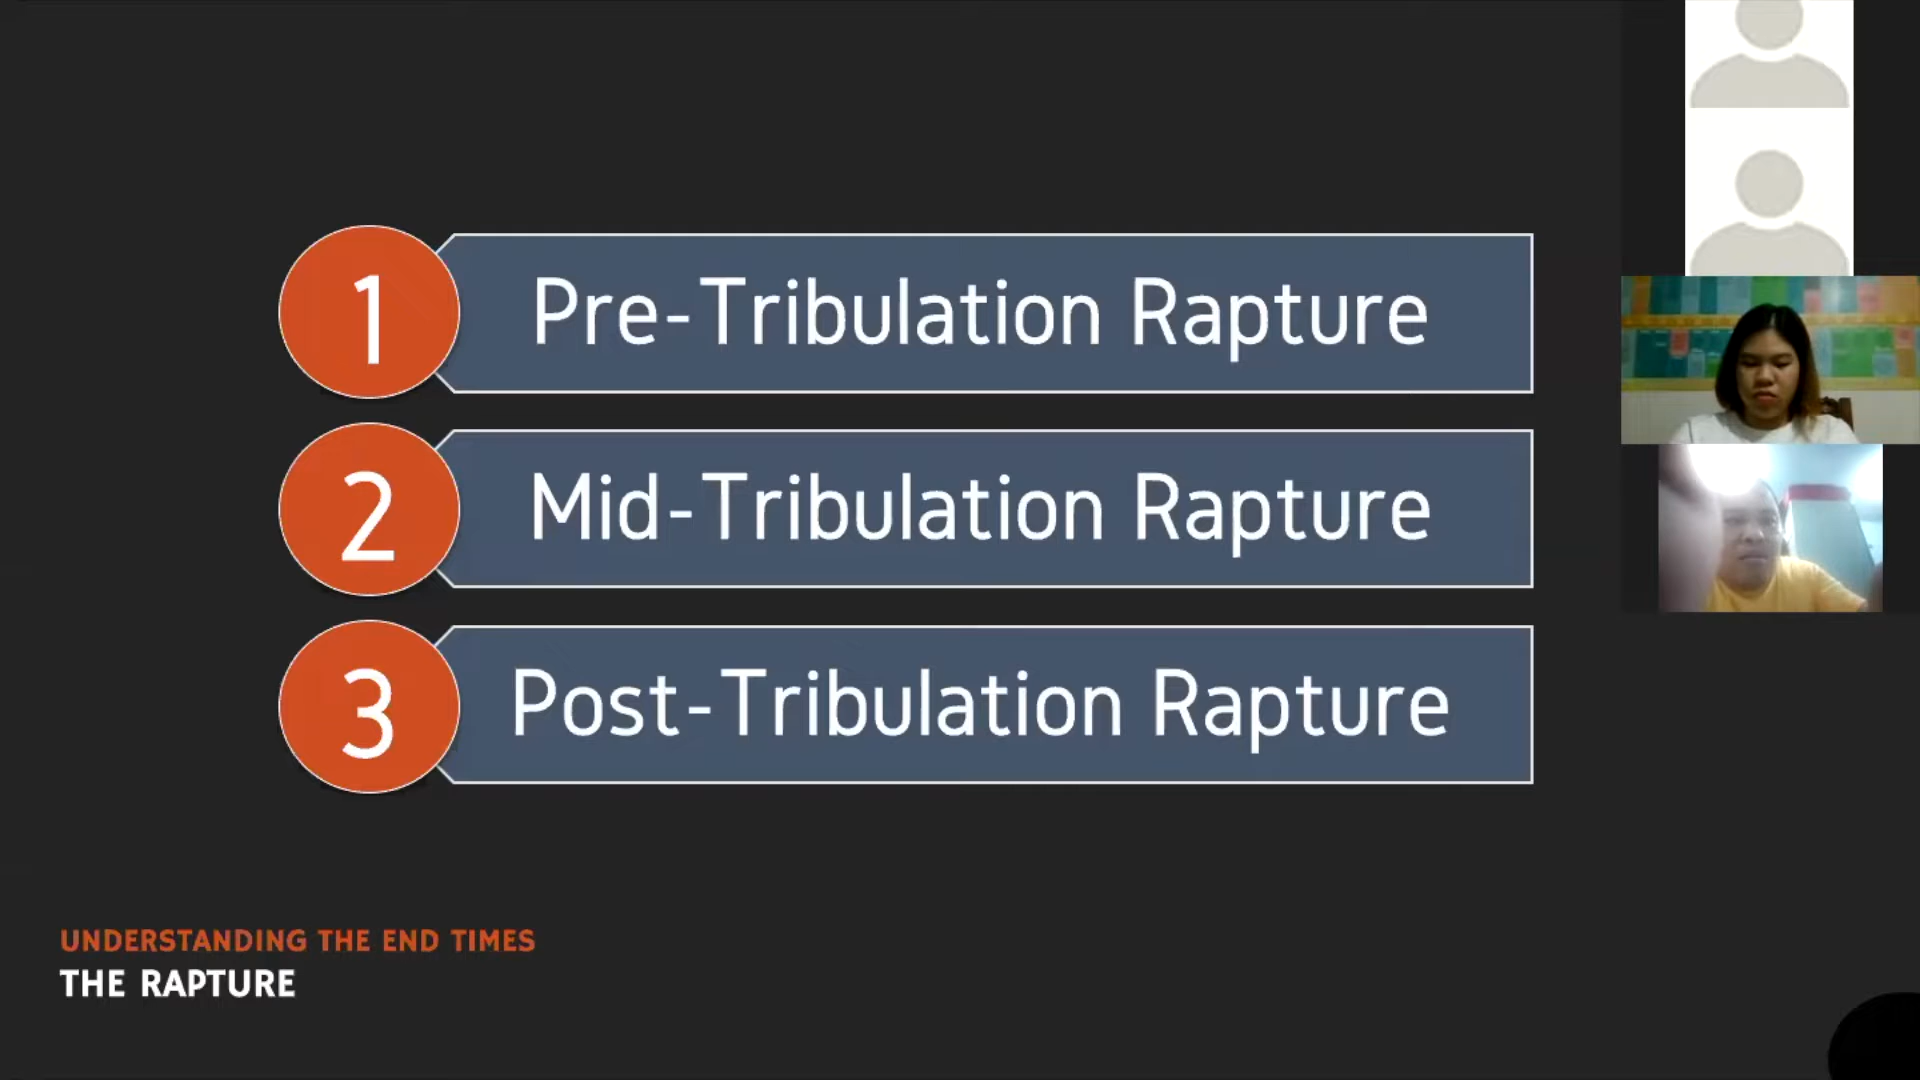 1
Pre-Tribulation Rapture
2
Mid-Tribulation Rapture
3
Post-Tribulation Rapture
UNDERSTANDING THE END TIMES
THE RAPTURE